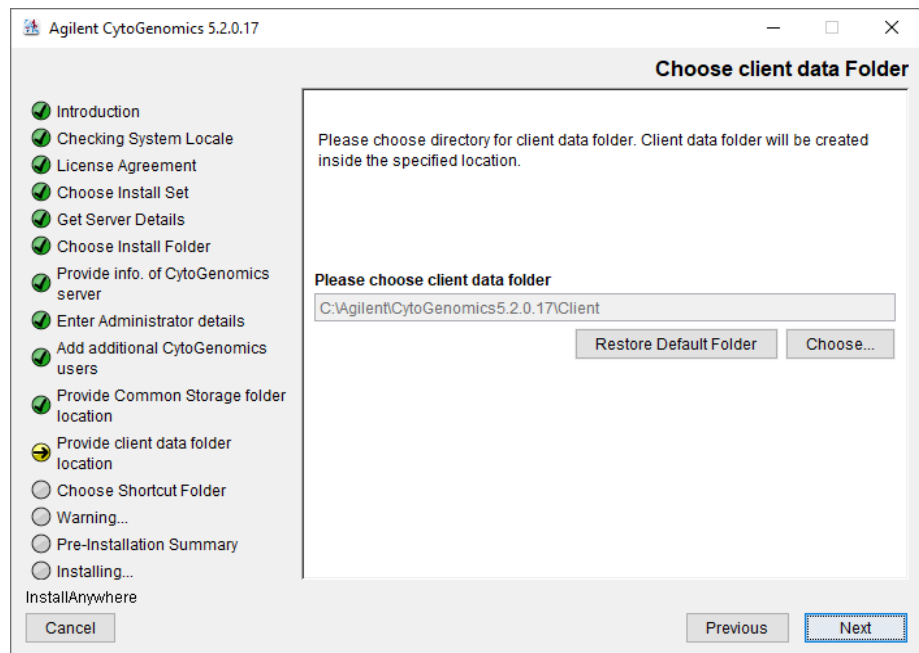 Agilent CytoGenomics 5.2.0.17
Choose client data Folder
Introduction
Checking System Locale
License Agreement
Choose Install Set
Get Server Details
Choose Install Folder
Provide info. of CytoGenomics
server
Enter Administrator details
Add additional CytoGenomics
users
Provide Common Storage folder
location
Provide client data folder
location
Choose Shortcut Folder
Warning...
Pre-Installation Summary
Installing...
Please choose directory for client data folder. Client data folder will be created
inside the specified location.
Please choose client data folder
C:\Agilent\CytoGenomics5.2.0.17\Client
Restore Default Folder
Choose...
InstallAnywhere
Cancel
Previous
Next